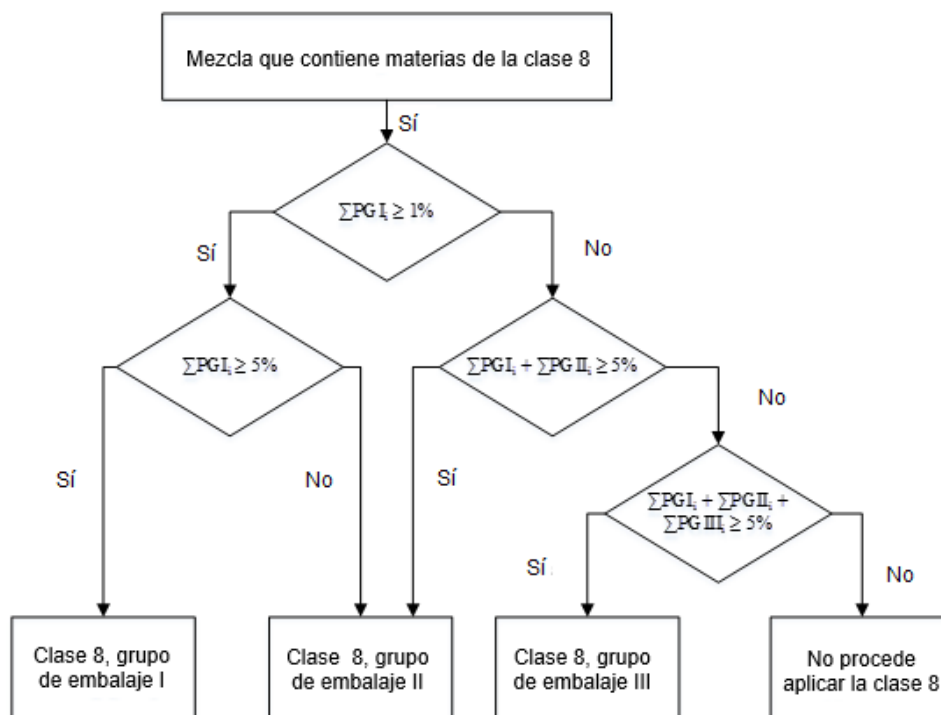 Mezcla que contiene materias de la clase 8
Sí
∑PGIᵢ ≥ 1%
Sí
No
∑PGIᵢ ≥ 5%
∑PGIᵢ + ∑PGIIᵢ ≥ 5%
Sí
No
Sí
No
∑PGIᵢ + ∑PGIIᵢ +
∑PGIIIᵢ ≥ 5%
Sí
No
Clase 8, grupo
de embalaje I
Clase 8, grupo
de embalaje II
Clase 8, grupo
de embalaje III
No procede
aplicar la clase 8